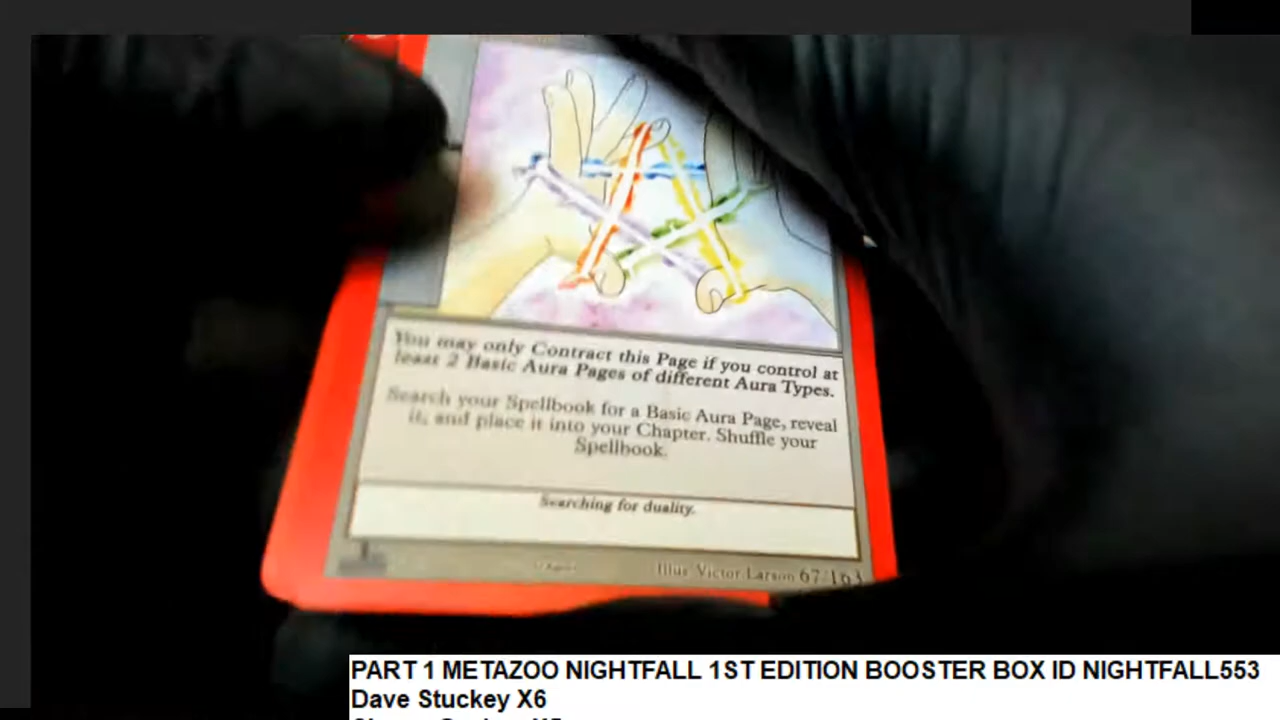 You may only Contract this Page if you control at
least 2 Basic Aura Pages of different Aura Types.
Search your Spellbook for a Basic Aura Page, reveal
it, and place it into your Chapter. Shuffle your
Spellbook.
Searching for duality.
Illus Victor Larson 67/163
PART 1 METAZOO NIGHTFALL 1ST EDITION BOOSTER BOX ID NIGHTFALL553
Dave Stuckey X6